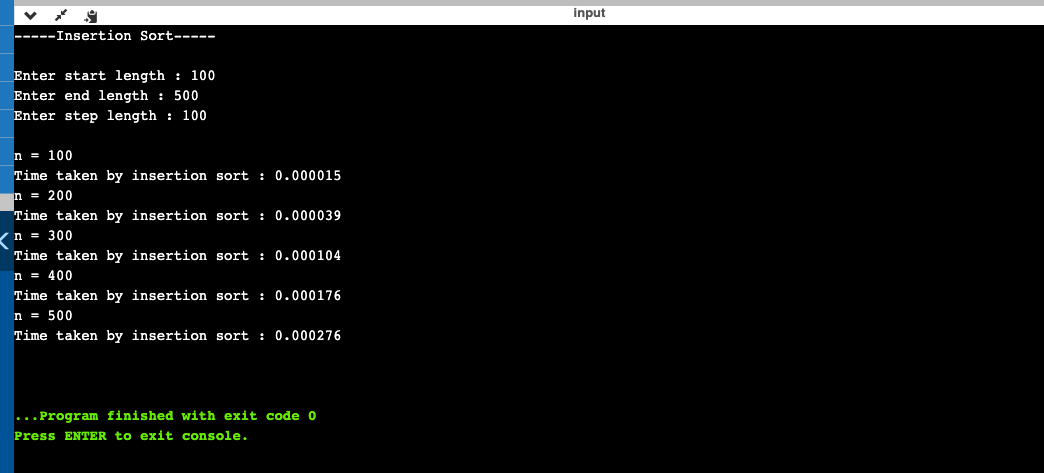 input
-----Insertion Sort-----
Enter start length : 100
Enter end length : 500
Enter step length : 100
n = 100
Time taken by insertion sort : 0.000015
n = 200
Time taken by insertion sort : 0.000039
n = 300
Time taken by insertion sort : 0.000104
n = 400
Time taken by insertion sort : 0.000176
n = 500
Time taken by insertion sort : 0.000276
...Program finished with exit code 0
Press ENTER to exit console.